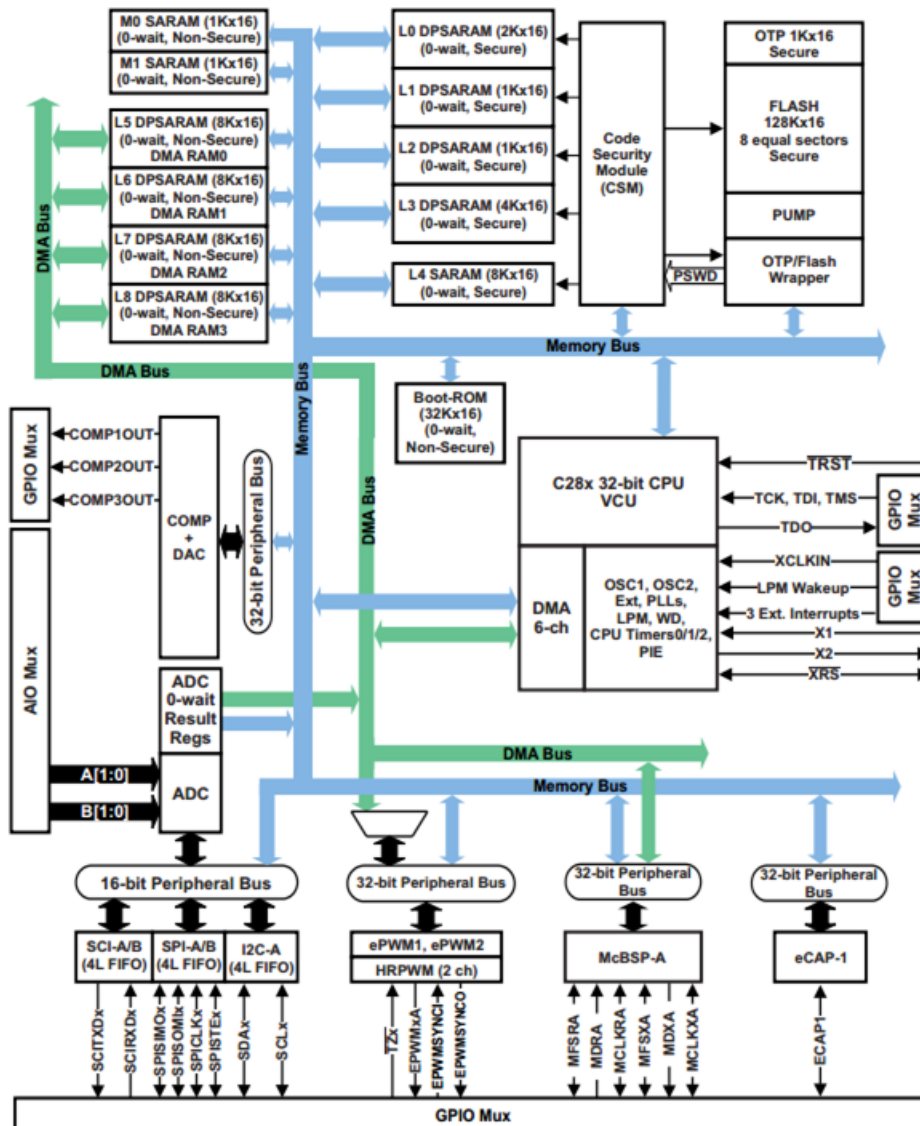 M0 SARAM (1Kx16)
(0-wait, Non-Secure)
M1 SARAM (1Kx16)
(0-wait, Non-Secure)
L5 DPSARAM (8Kx16)
(0-wait, Non-Secure)
DMA RAM0
L6 DPSARAM (8Kx16)
(0-wait, Non-Secure)
DMA RAM1
L7 DPSARAM (8Kx16)
(0-wait, Non-Secure)
DMA RAM2
L8 DPSARAM (8Kx16)
(0-wait, Non-Secure)
DMA RAM3
L0 DPSARAM (2Kx16)
(0-wait, Secure)
L1 DPSARAM (1Kx16)
(0-wait, Secure)
L2 DPSARAM (1Kx16)
(0-wait, Secure)
L3 DPSARAM (4Kx16)
(0-wait, Secure)
L4 SARAM (8Kx16)
(0-wait, Secure)
Code
Security
Module
(CSM)
OTP 1Kx16
Secure
FLASH
128Kx16
8 equal sectors
Secure
PUMP
OTP/Flash
Wrapper
PSWD
DMA Bus
DMA Bus
Memory Bus
Memory Bus
DMA Bus
Boot-ROM
(32Kx16)
(0-wait,
Non-Secure)
GPIO Mux
COMP1OUT
COMP2OUT
COMP3OUT
COMP
+
DAC
32-bit Peripheral Bus
C28x 32-bit CPU
VCU
TRST
TCK, TDI, TMS
TDO
GPIO
Mux
XCLKIN
LPM Wakeup
3 Ext. Interrupts
GPIO
Mux
X1
X2
XRS
DMA
6-ch
OSC1, OSC2,
Ext, PLLs,
LPM, WD,
CPU Timers0/1/2,
PIE
AIO Mux
ADC
0-wait
Result
Regs
ADC
A[1:0]
B[1:0]
DMA Bus
Memory Bus
16-bit Peripheral Bus
32-bit Peripheral Bus
32-bit Peripheral
Bus
32-bit Peripheral
Bus
SCI-A/B
(4L FIFO)
SPI-A/B
(4L FIFO)
I2C-A
(4L FIFO)
ePWM1, ePWM2
HRPWM (2 ch)
McBSP-A
eCAP-1
SCITXDx
SCIRXDx
SPISIMOx
SPISOMIx
SPICLKx
SPISTEx
SDAx
SCLx
TZx
EPWMxA
EPWMSYNCI
EPWMSYNCO
MFSRA
MDRA
MCLKRA
MFSXA
MDXA
MCLKXA
ECAP1
GPIO Mux